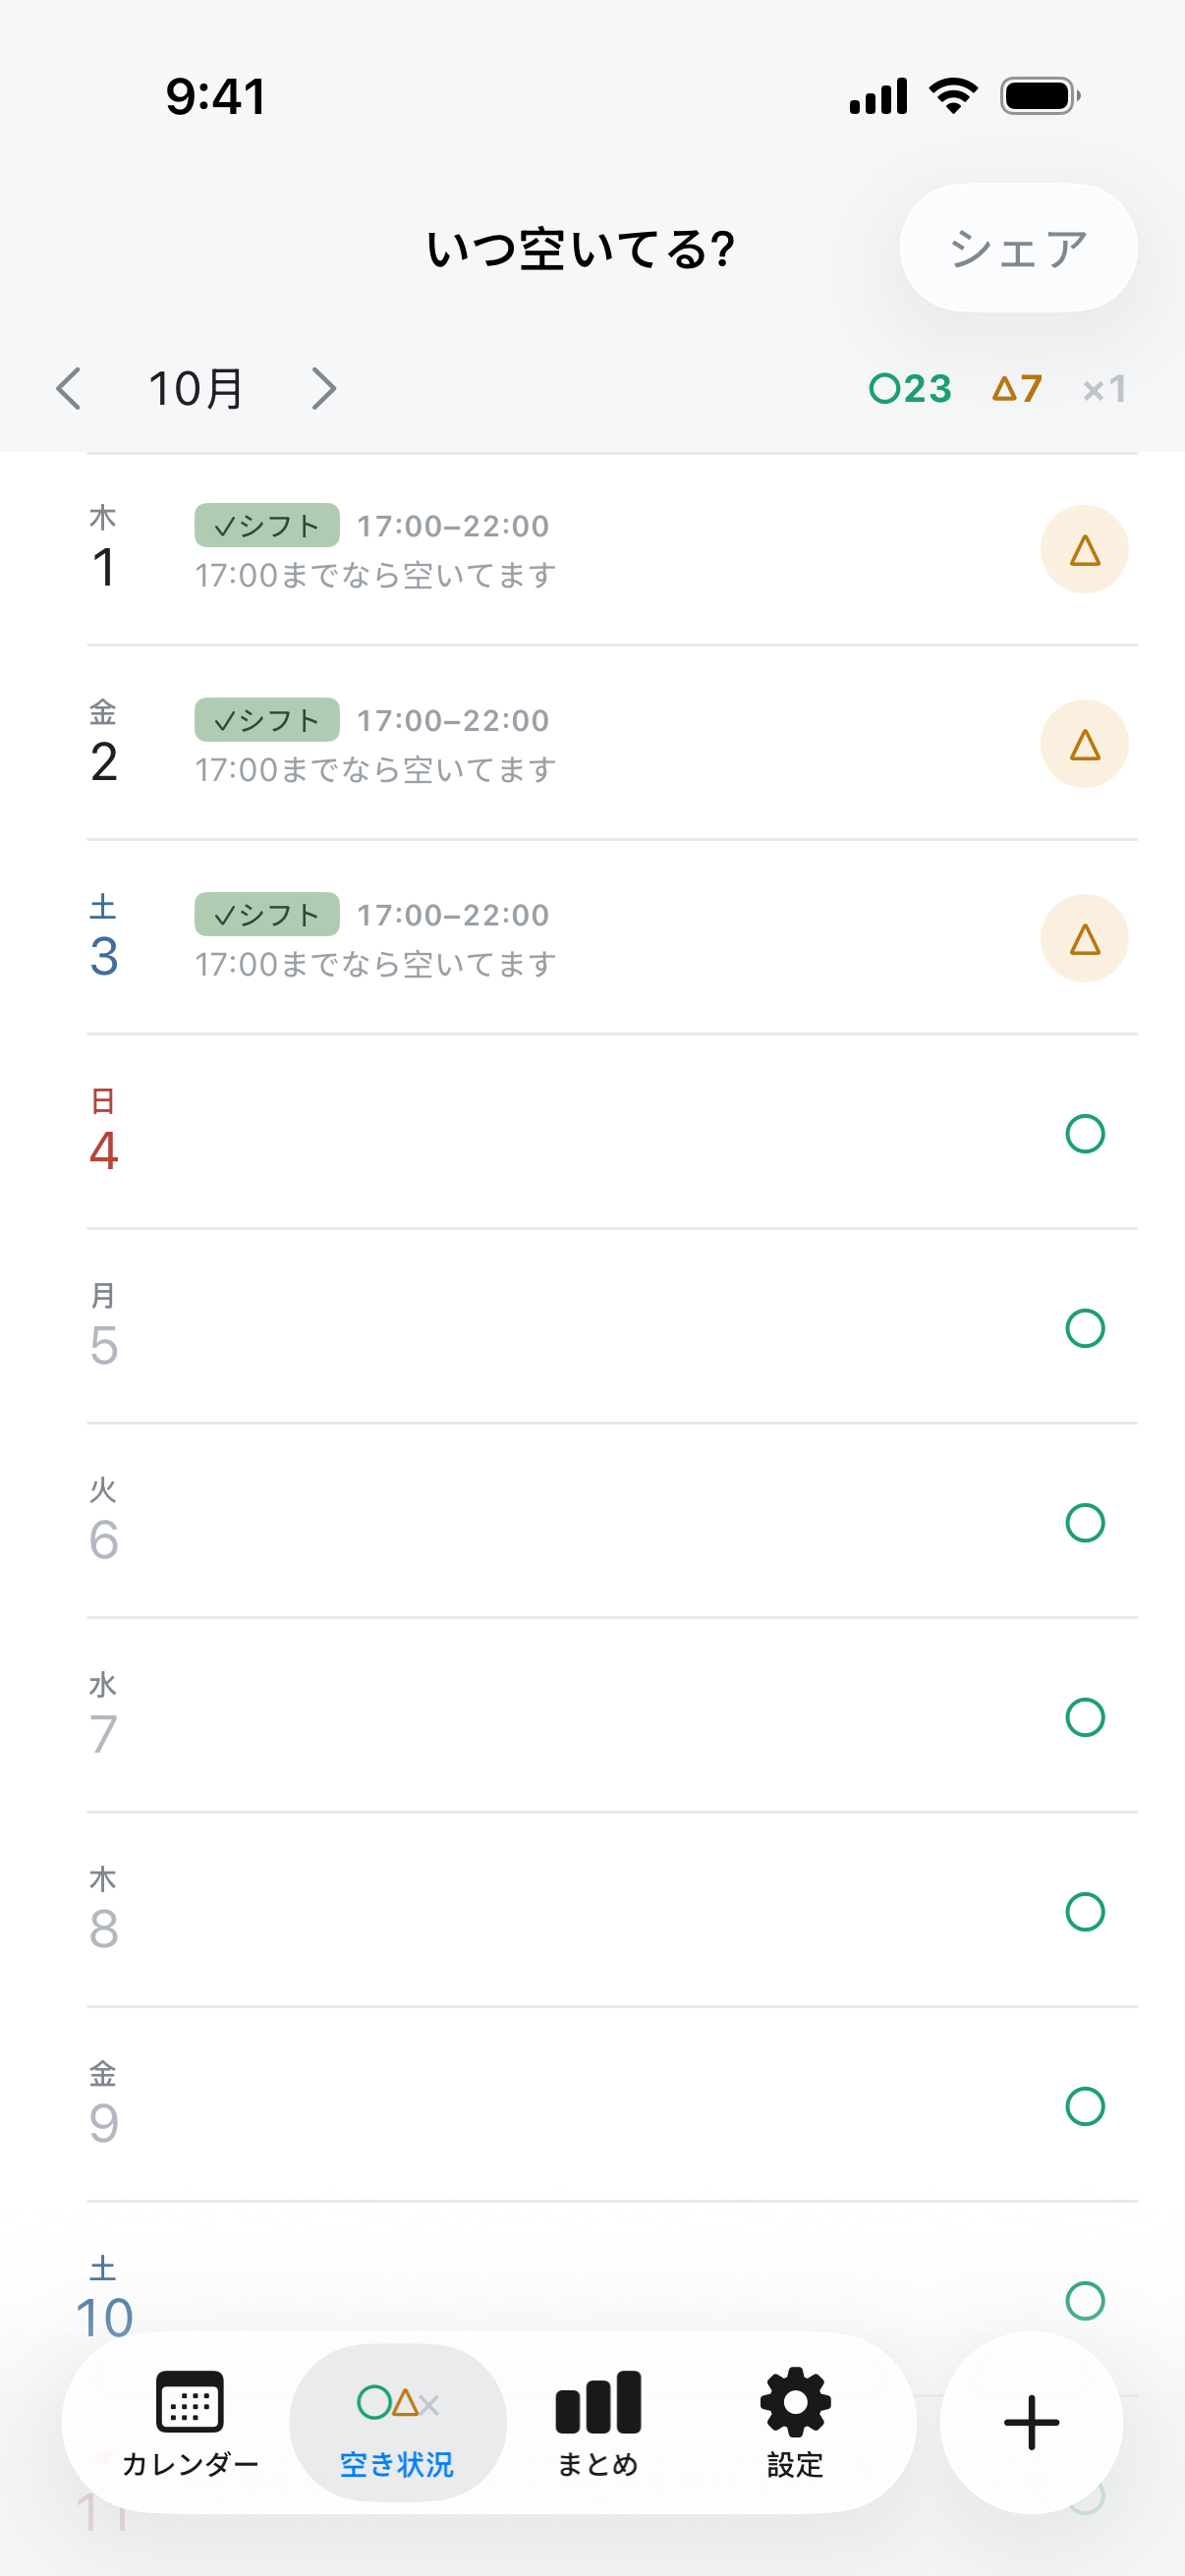 9:41
いつ空いてる?
シェア
10月
○23 △7 ×1
木
1
✓シフト 17:00–22:00
17:00までなら空いてます
△
金
2
✓シフト 17:00–22:00
17:00までなら空いてます
△
土
3
✓シフト 17:00–22:00
17:00までなら空いてます
△
日
4
○
月
5
○
火
6
○
水
7
○
木
8
○
金
9
○
土
10
○
11
○
○△×
カレンダー
空き状況
まとめ
設定